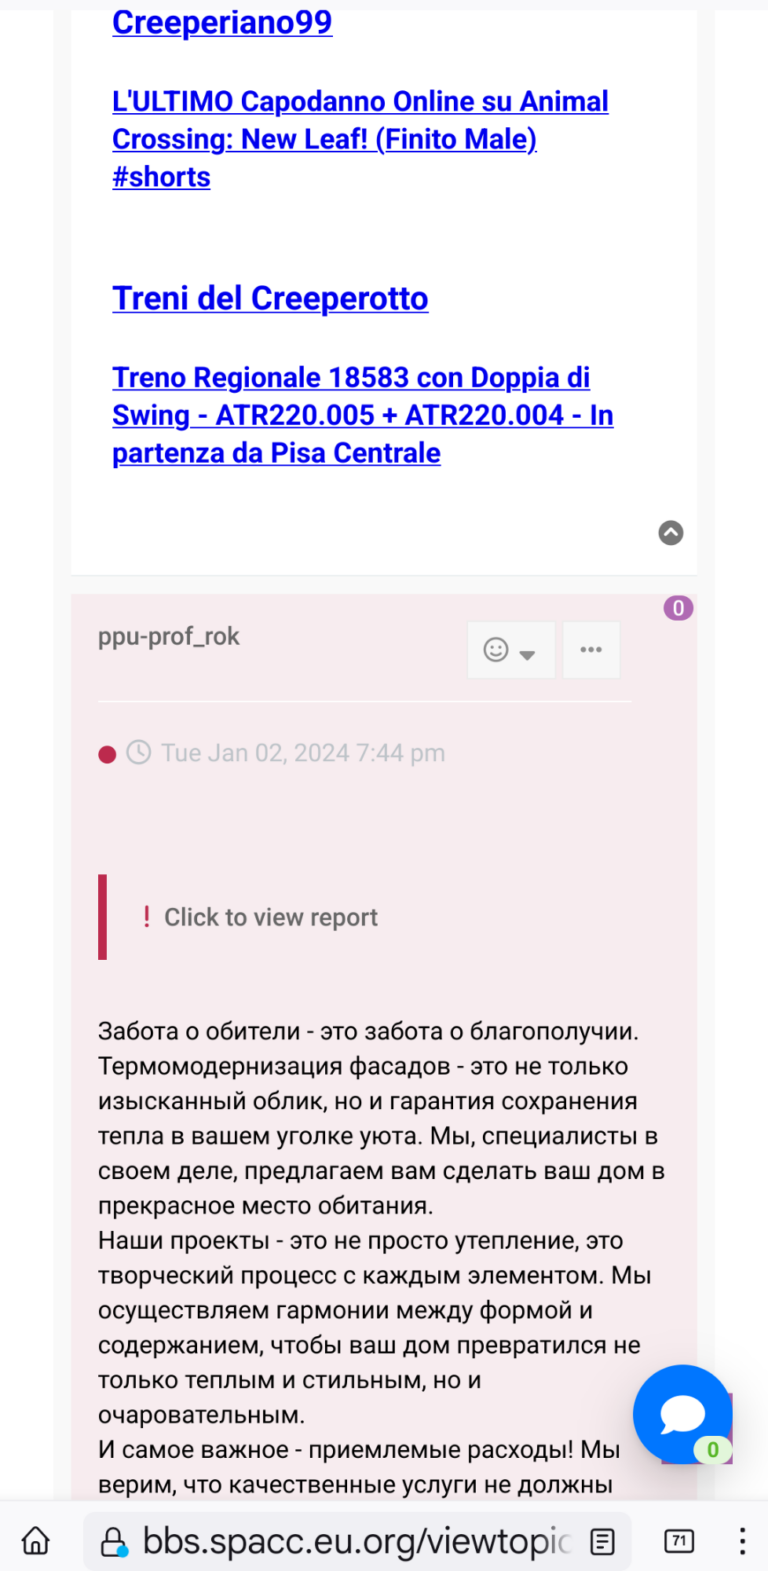 Creeperiano99
L'ULTIMO Capodanno Online su Animal
Crossing: New Leaf! (Finito Male)
#shorts
Treni del Creeperotto
Treno Regionale 18583 con Doppia di
Swing - ATR220.005 + ATR220.004 - In
partenza da Pisa Centrale
0
ppu-prof_rok
Tue Jan 02, 2024 7:44 pm
! Click to view report
Забота о обители - это забота о благополучии.
Термомодернизация фасадов - это не только
изысканный облик, но и гарантия сохранения
тепла в вашем уголке уюта. Мы, специалисты в
своем деле, предлагаем вам сделать ваш дом в
прекрасное место обитания.
Наши проекты - это не просто утепление, это
творческий процесс с каждым элементом. Мы
осуществляем гармонии между формой и
содержанием, чтобы ваш дом превратился не
только теплым и стильным, но и
очаровательным.
И самое важное - приемлемые расходы! Мы
верим, что качественные услуги не должны
0
bbs.spacc.eu.org/viewtopic
71